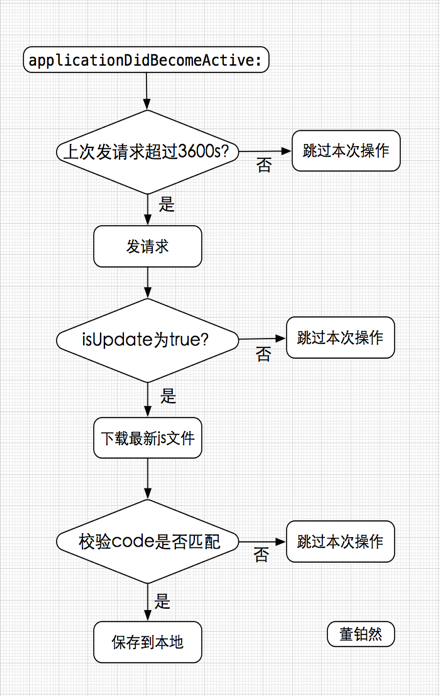 applicationDidBecomeActive:
上次发请求超过3600s?
否
跳过本次操作
是
发请求
isUpdate为true?
否
跳过本次操作
是
下载最新js文件
校验code是否匹配
否
跳过本次操作
是
保存到本地
董铂然